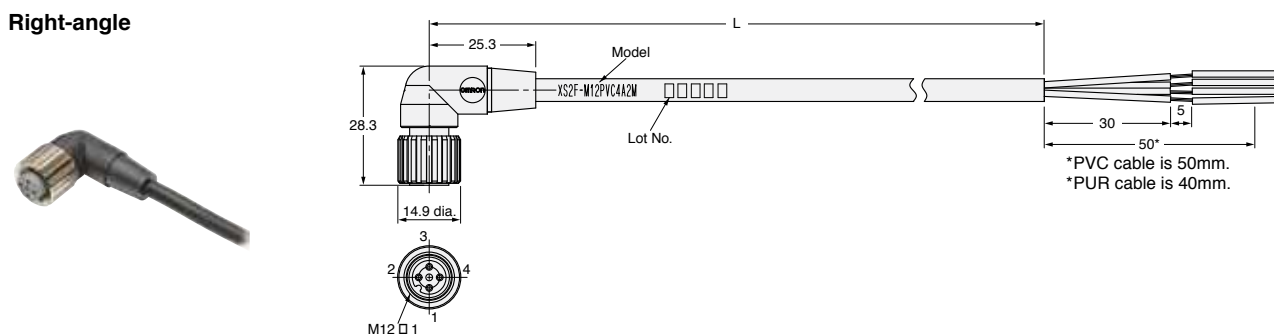 Right-angle
L
25.3
Model
OMRON
XS2F-M12PVC4A2M
Lot No.
28.3
14.9 dia.
30
5
50*
*PVC cable is 50mm.
*PUR cable is 40mm.
3
2
4
1
M12 □ 1